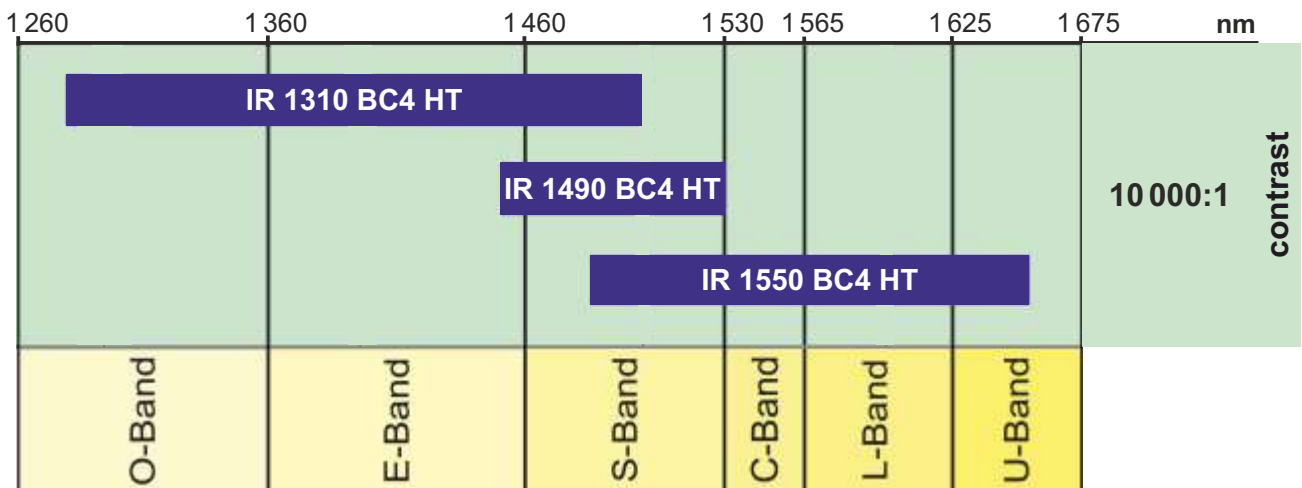 1 260 1 360 1 460 1 530 1 565 1 625 1 675 nm
IR 1310 BC4 HT
IR 1490 BC4 HT
IR 1550 BC4 HT
10 000:1
contrast
O-Band
E-Band
S-Band
C-Band
L-Band
U-Band